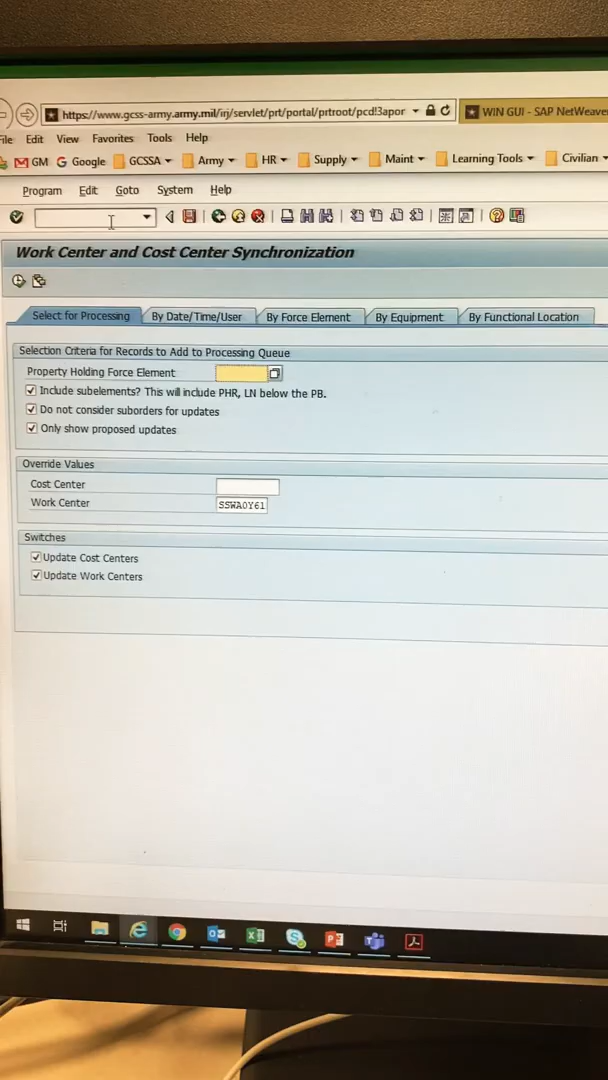 https://www.gcss-army.army.mil/irj/servlet/prt/portal/prtroot/pcd!3apor
WIN GUI - SAP NetWeaver
File Edit View Favorites Tools Help
GM Google GCSSA Army HR Supply Maint Learning Tools Civilian
Program Edit Goto System Help
Work Center and Cost Center Synchronization
Select for Processing By Date/Time/User By Force Element By Equipment By Functional Location
Selection Criteria for Records to Add to Processing Queue
Property Holding Force Element
Include subelements? This will include PHR, LN below the PB.
Do not consider suborders for updates
Only show proposed updates
Override Values
Cost Center
Work Center SSWA0Y61
Switches
Update Cost Centers
Update Work Centers